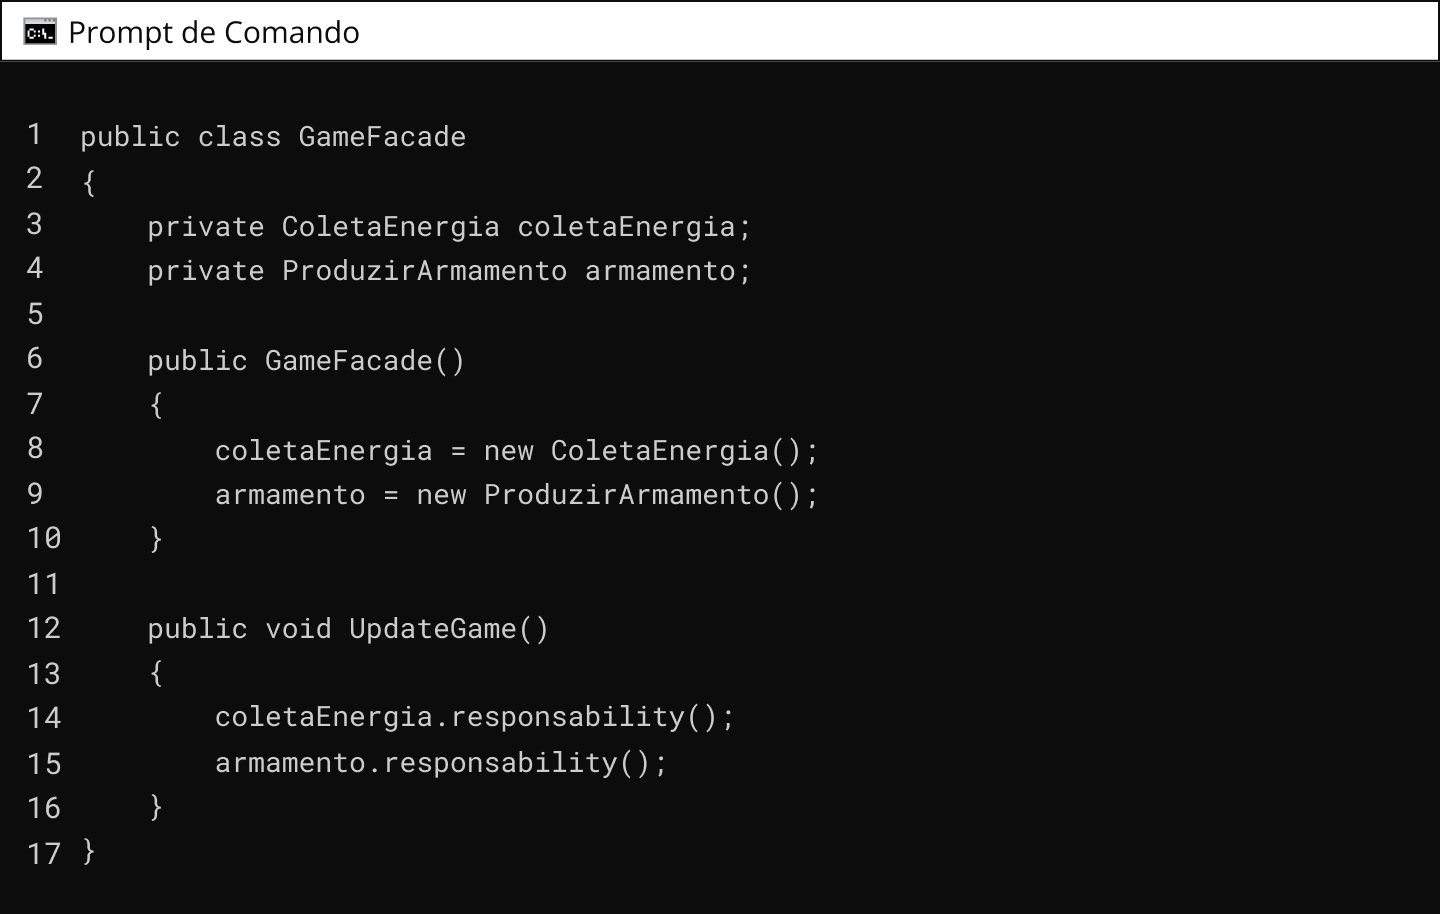 C:\.
Prompt de Comando
1 public class GameFacade
2 {
3     private ColetaEnergia coletaEnergia;
4     private ProduzirArmamento armamento;
5
6     public GameFacade()
7     {
8         coletaEnergia = new ColetaEnergia();
9         armamento = new ProduzirArmamento();
10     }
11
12     public void UpdateGame()
13     {
14         coletaEnergia.responsability();
15         armamento.responsability();
16     }
17 }